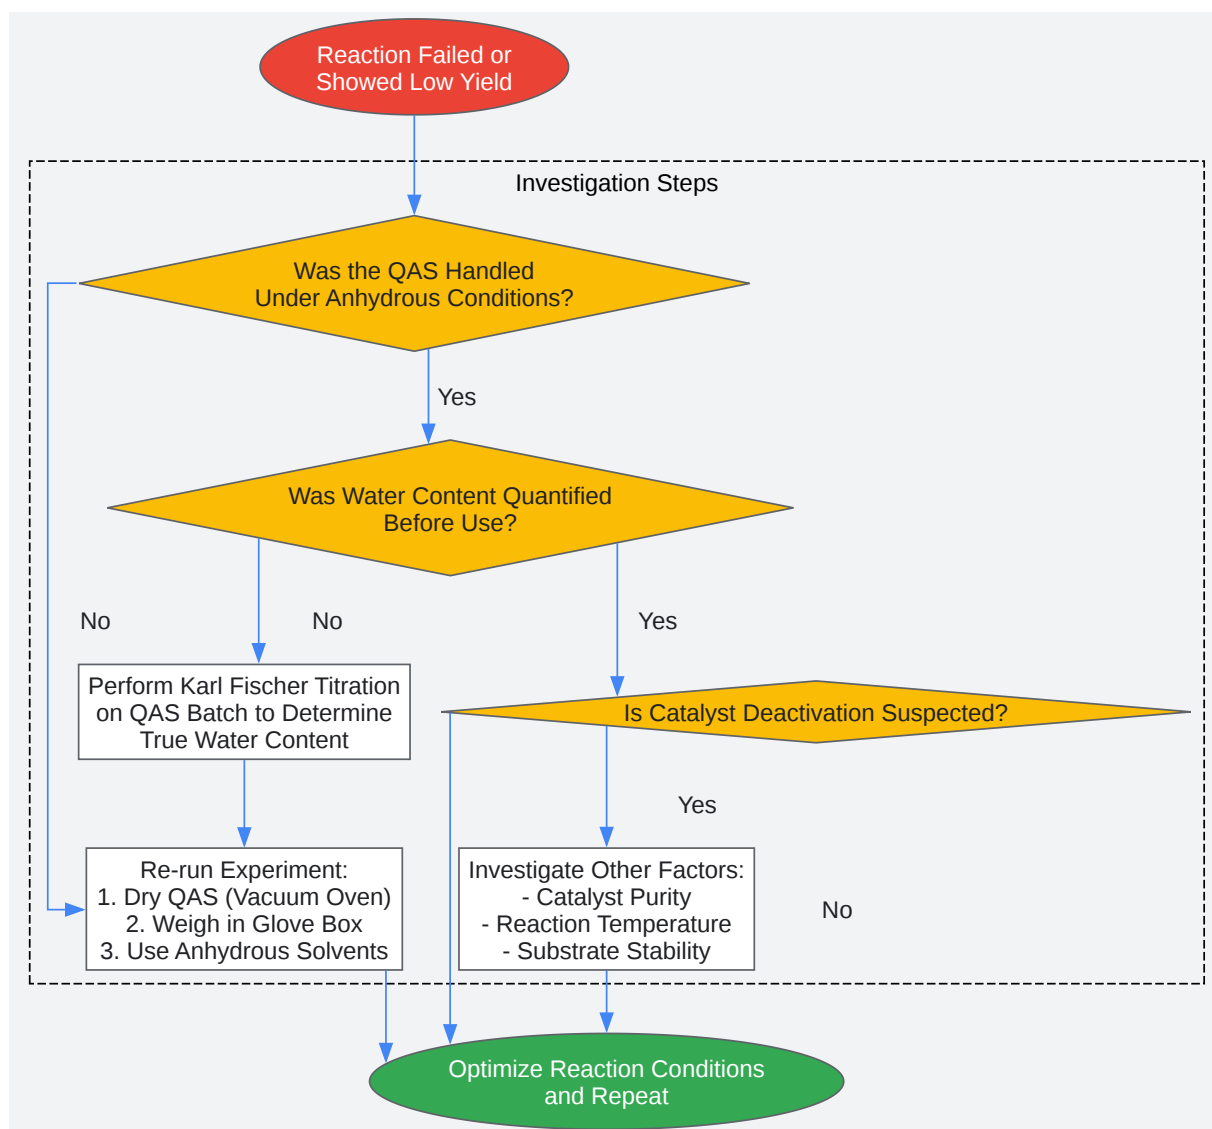 Reaction Failed or
Showed Low Yield
Investigation Steps
Was the QAS Handled
Under Anhydrous Conditions?
Yes
Was Water Content Quantified
Before Use?
No
No
Yes
Perform Karl Fischer Titration
on QAS Batch to Determine
True Water Content
Is Catalyst Deactivation Suspected?
Yes
Re-run Experiment:
1. Dry QAS (Vacuum Oven)
2. Weigh in Glove Box
3. Use Anhydrous Solvents
Investigate Other Factors:
- Catalyst Purity
- Reaction Temperature
- Substrate Stability
No
Optimize Reaction Conditions
and Repeat